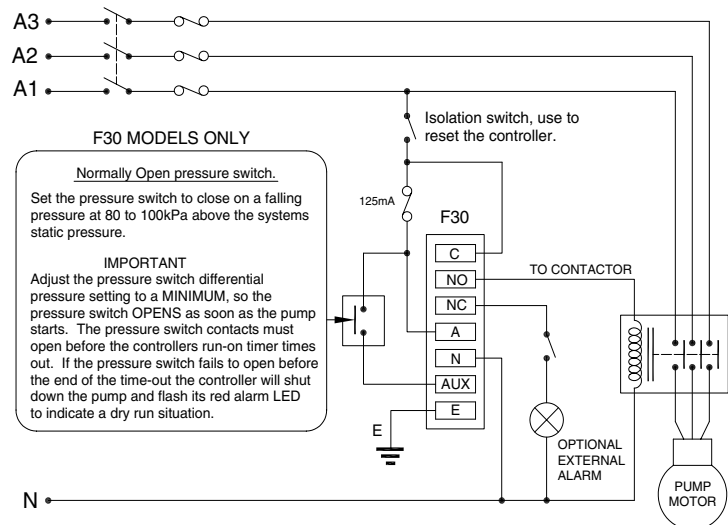 A3
A2
A1
Isolation switch, use to
reset the controller.
F30 MODELS ONLY
Normally Open pressure switch.
Set the pressure switch to close on a falling
pressure at 80 to 100kPa above the systems
static pressure.
IMPORTANT
Adjust the pressure switch differential
pressure setting to a MINIMUM, so the
pressure switch OPENS as soon as the pump
starts. The pressure switch contacts must
open before the controllers run-on timer times
out. If the pressure switch fails to open before
the end of the time-out the controller will shut
down the pump and flash its red alarm LED
to indicate a dry run situation.
125mA
F30
C
NO
NC
A
N
AUX
E
E
TO CONTACTOR
OPTIONAL
EXTERNAL
ALARM
PUMP
MOTOR
N